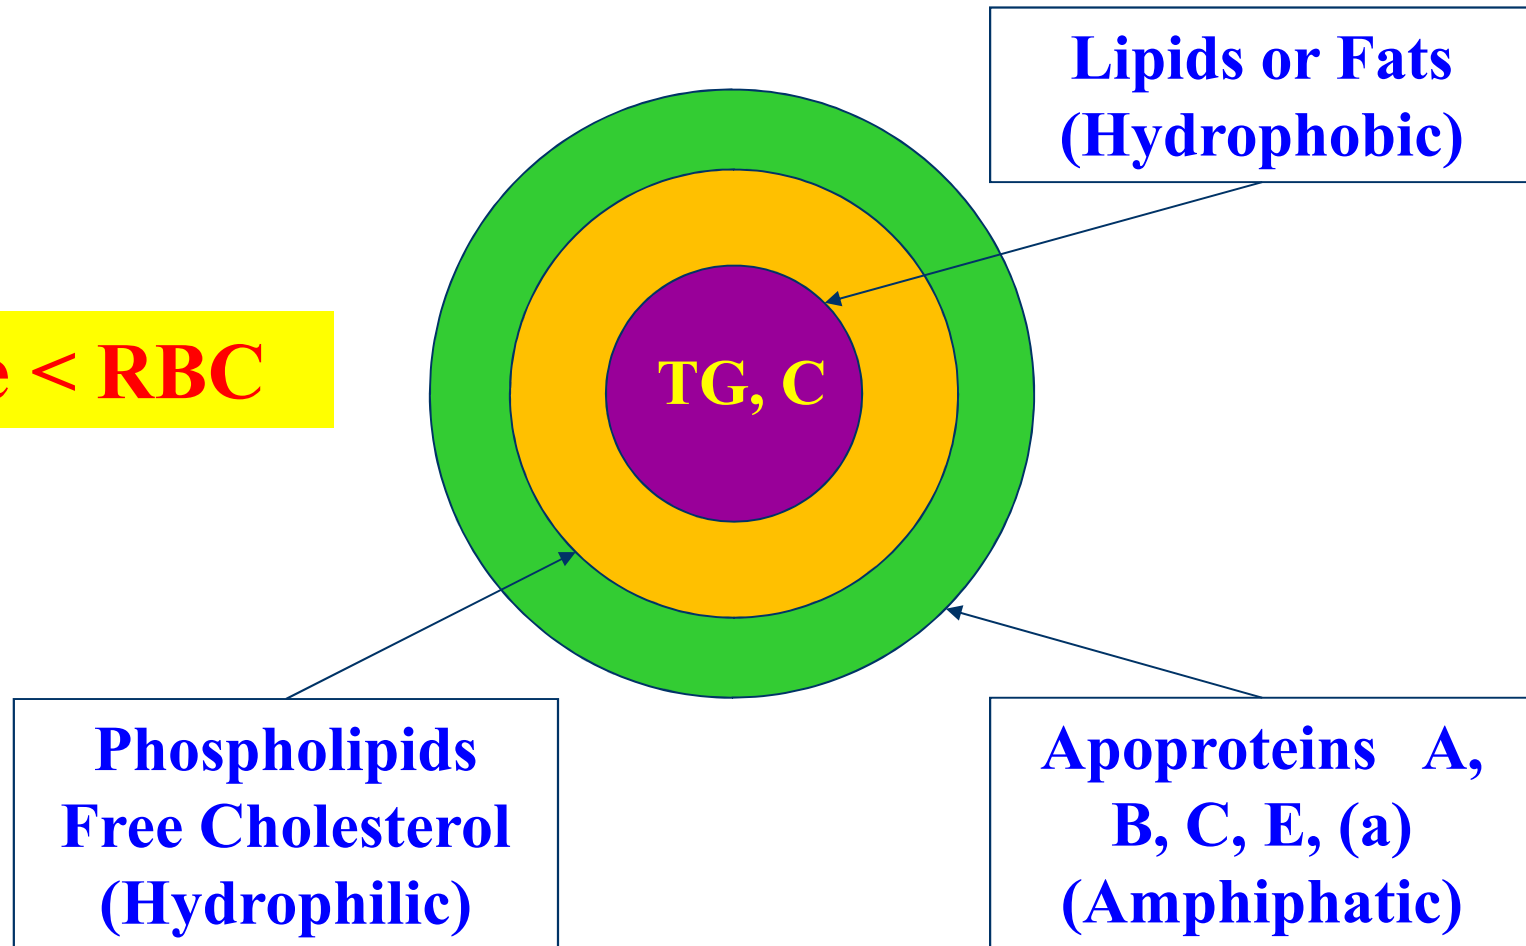 Lipids or Fats
(Hydrophobic)
< RBC
TG, C
Phospholipids
Free Cholesterol
(Hydrophilic)
Apoproteins A,
B, C, E, (a)
(Amphiphatic)